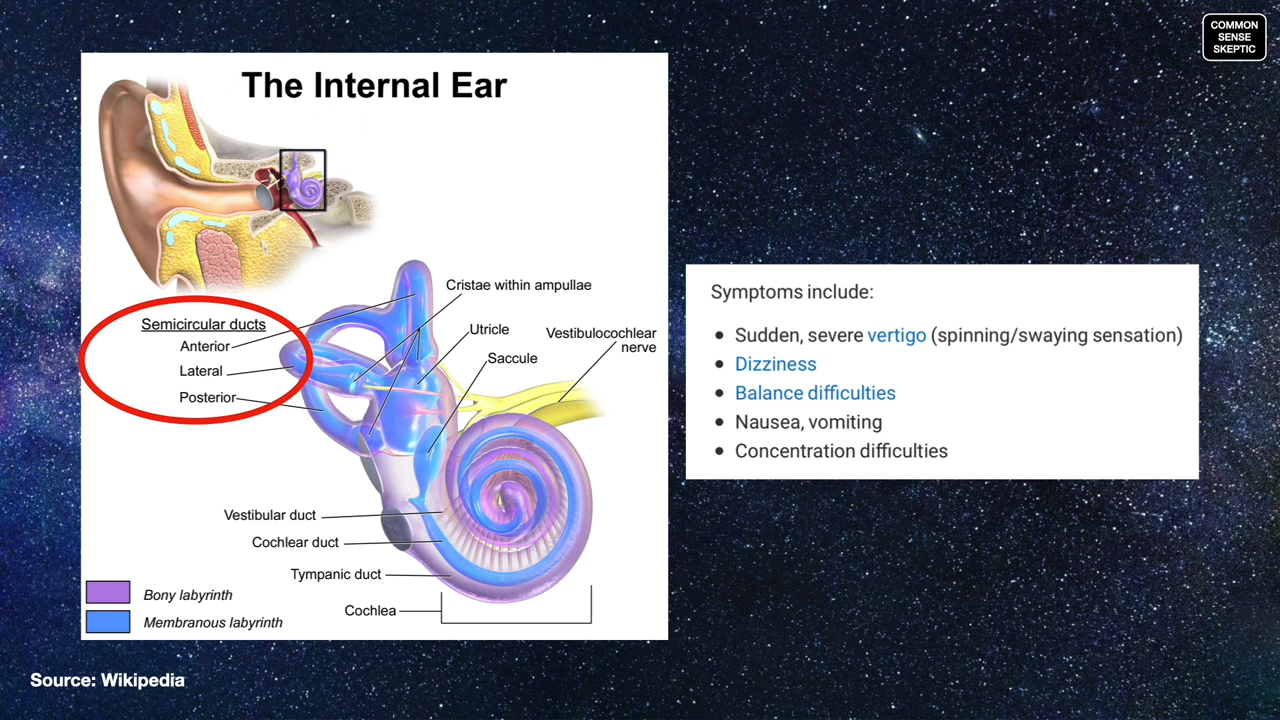 COMMON
SENSE
SKEPTIC
The Internal Ear
Semicircular ducts
Anterior
Lateral
Posterior
Cristae within ampullae
Utricle
Saccule
Vestibulocochlear
nerve
Vestibular duct
Cochlear duct
Tympanic duct
Cochlea
Bony labyrinth
Membranous labyrinth
Symptoms include:
• Sudden, severe vertigo (spinning/swaying sensation)
• Dizziness
• Balance difficulties
• Nausea, vomiting
• Concentration difficulties
Source: Wikipedia